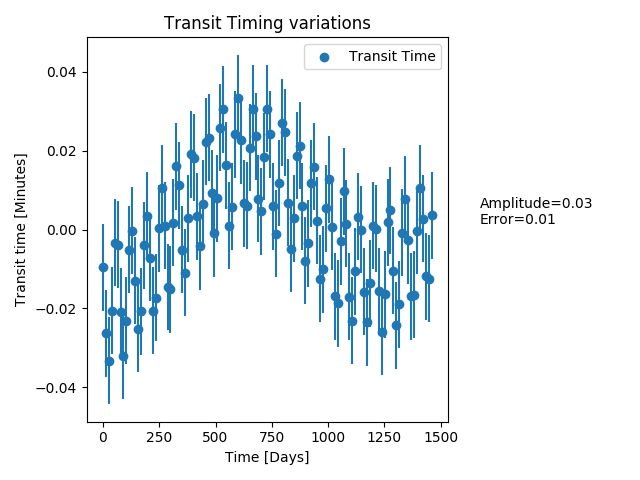 Transit Timing variations
Transit Time
0.04
0.02
0.00
−0.02
−0.04
Transit time [Minutes]
0
250
500
750
1000
1250
1500
Time [Days]
Amplitude=0.03
Error=0.01